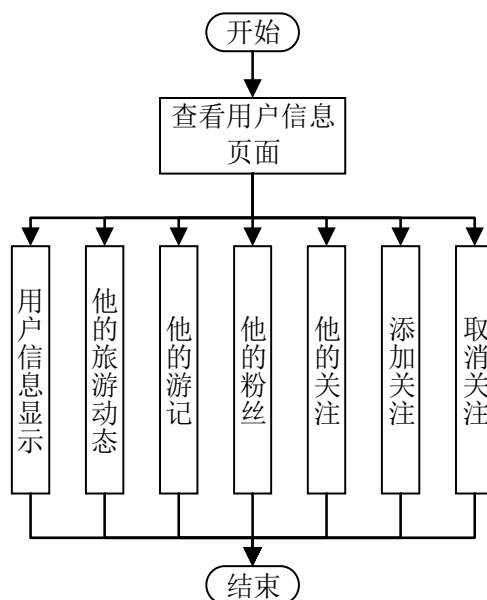 开始
查看用户信息
页面
用户信息显示
他的旅游动态
他的游记
他的粉丝
他的关注
添加关注
取消关注
结束